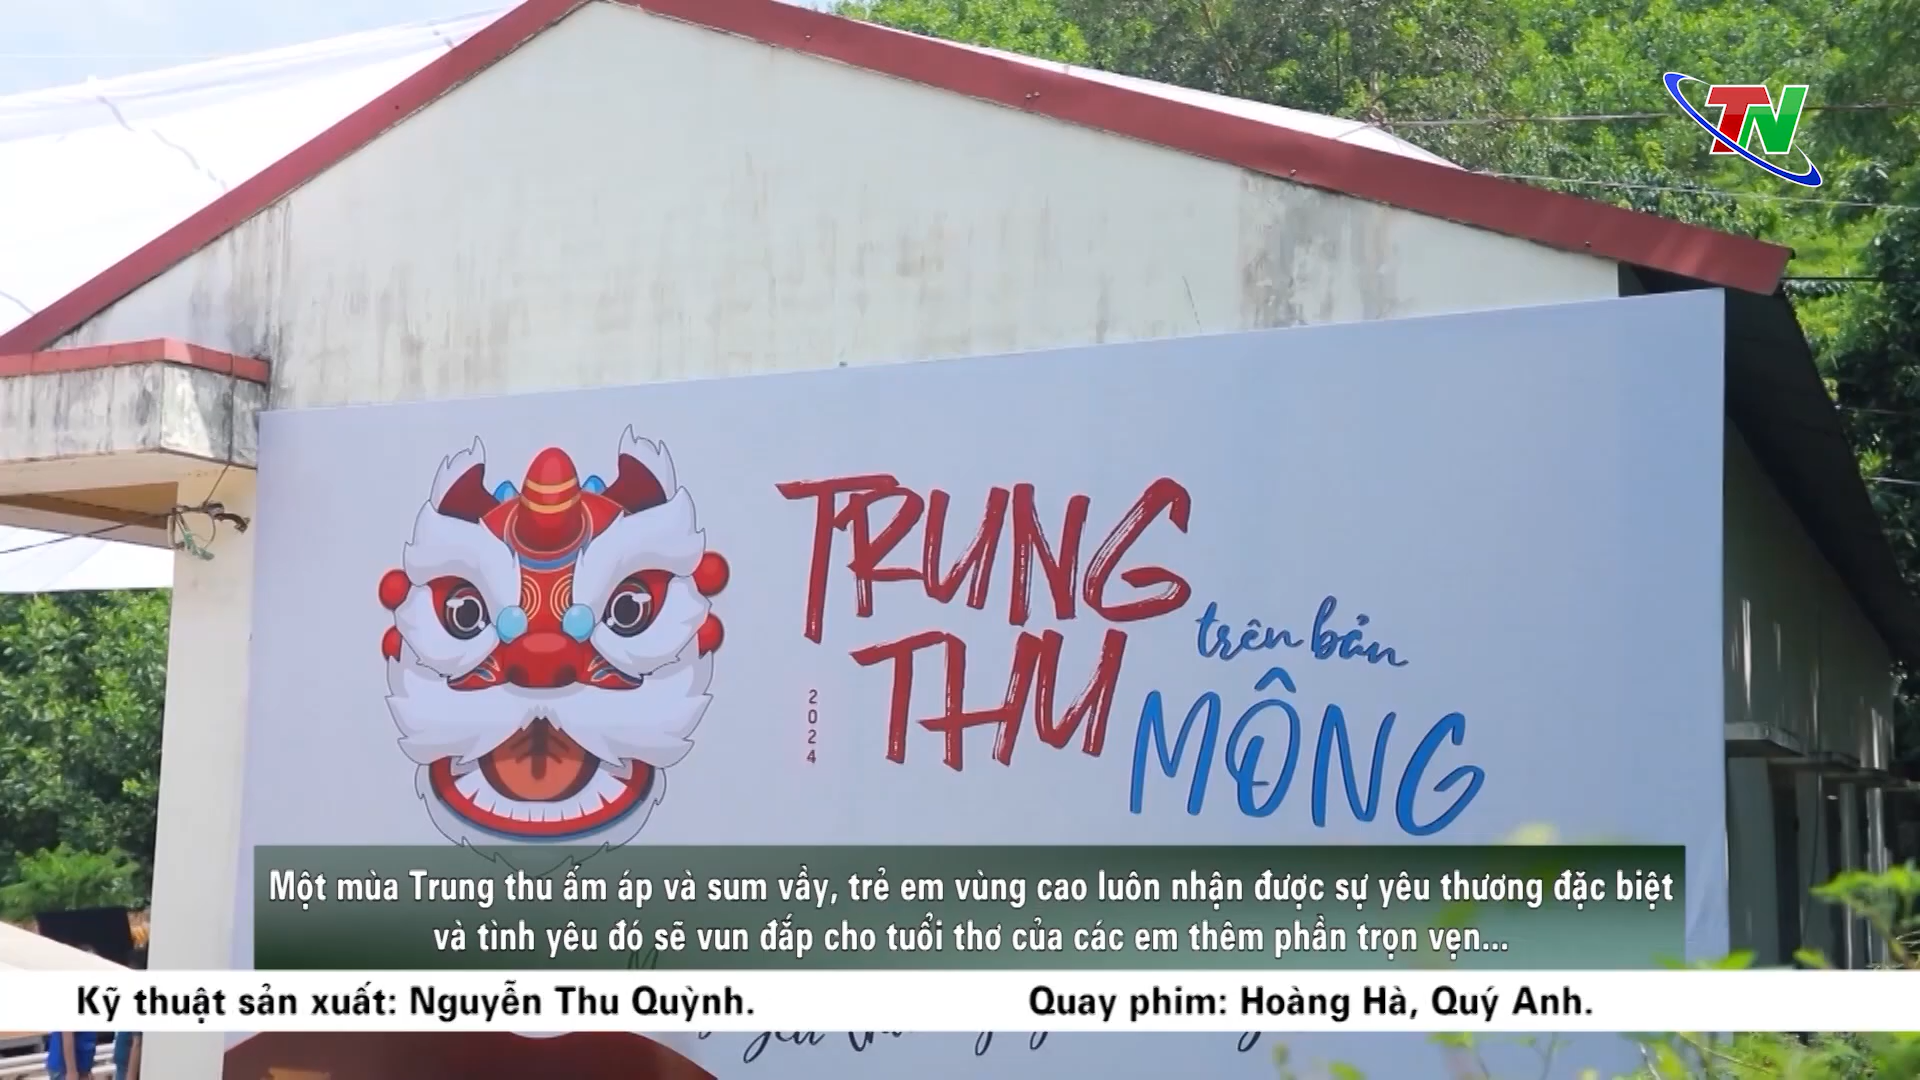 TN
TRUNG
THU
trên bản
MÔNG
2024
Một mùa Trung thu ấm áp và sum vầy, trẻ em vùng cao luôn nhận được sự yêu thương đặc biệt
và tình yêu đó sẽ vun đắp cho tuổi thơ của các em thêm phần trọn vẹn...
Kỹ thuật sản xuất: Nguyễn Thu Quỳnh.
Quay phim: Hoàng Hà, Quý Anh.